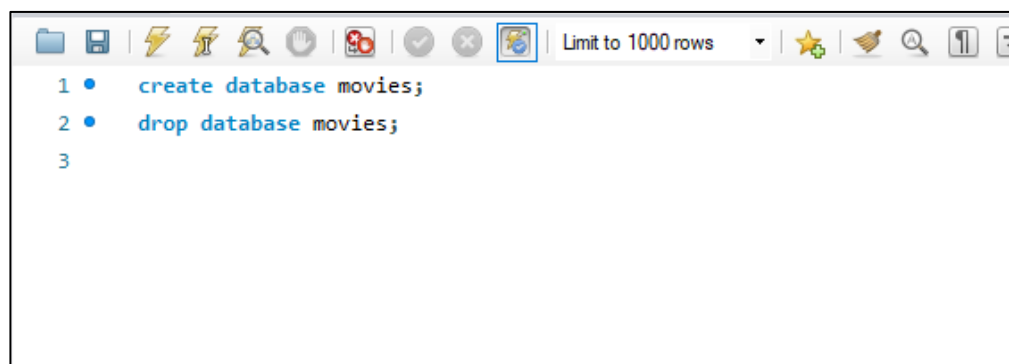 Limit to 1000 rows
1 create database movies;
2 drop database movies;
3